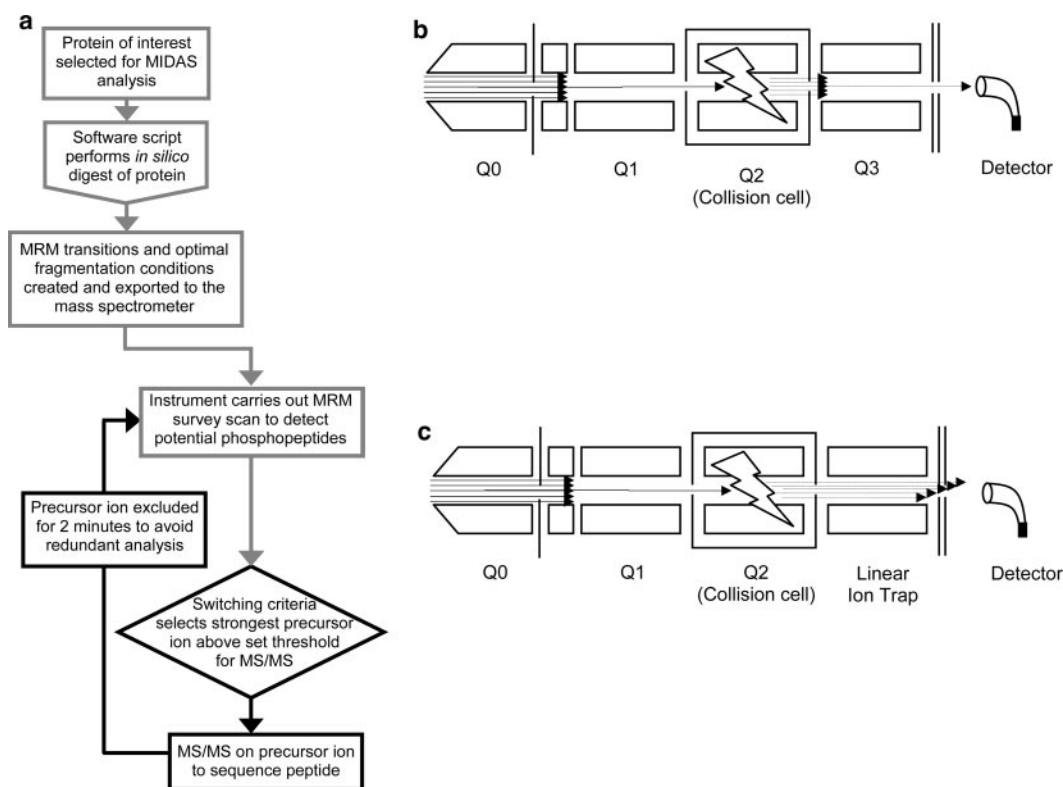 a
Protein of interest
selected for MIDAS
analysis
Software script
performs in silico
digest of protein
MRM transitions and optimal
fragmentation conditions
created and exported to the
mass spectrometer
Instrument carries out MRM
survey scan to detect
potential phosphopeptides
Precursor ion excluded
for 2 minutes to avoid
redundant analysis
Switching criteria
selects strongest precursor
ion above set threshold
for MS/MS
MS/MS on precursor ion
to sequence peptide
b
Q0
Q1
Q2
(Collision cell)
Q3
Detector
c
Q0
Q1
Q2
(Collision cell)
Linear
Ion Trap
Detector